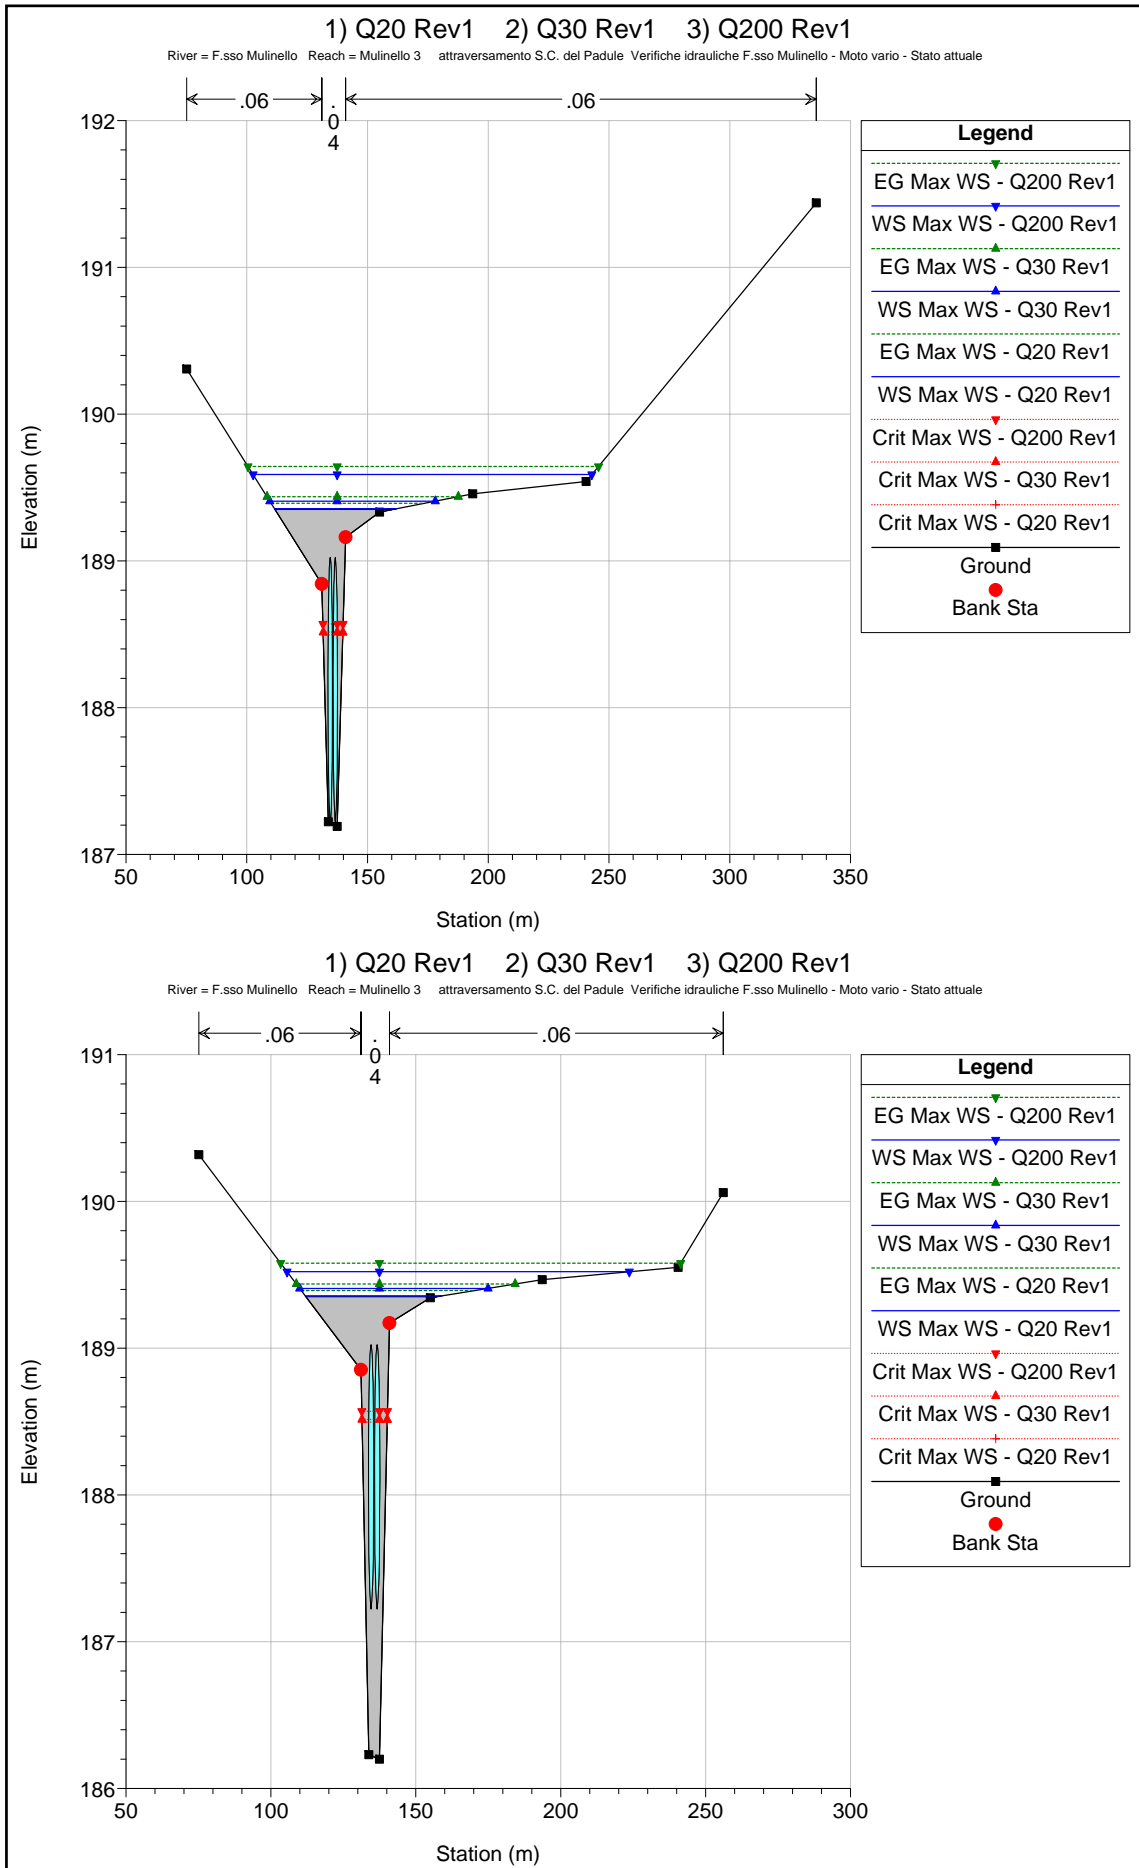 1) Q20 Rev1 2) Q30 Rev1 3) Q200 Rev1
River = F.sso Mulinello Reach = Mulinello 3 attraversamento S.C. del Padule Verifiche idrauliche F.sso Mulinello - Moto vario - Stato attuale
.06 .04 .06
192
191
190
189
188
187
Elevation (m)
50 100 150 200 250 300 350
Station (m)
Legend
EG Max WS - Q200 Rev1
WS Max WS - Q200 Rev1
EG Max WS - Q30 Rev1
WS Max WS - Q30 Rev1
EG Max WS - Q20 Rev1
WS Max WS - Q20 Rev1
Crit Max WS - Q200 Rev1
Crit Max WS - Q30 Rev1
Crit Max WS - Q20 Rev1
Ground
Bank Sta
1) Q20 Rev1 2) Q30 Rev1 3) Q200 Rev1
River = F.sso Mulinello Reach = Mulinello 3 attraversamento S.C. del Padule Verifiche idrauliche F.sso Mulinello - Moto vario - Stato attuale
.06 .04 .06
191
190
189
188
187
186
Elevation (m)
50 100 150 200 250 300
Station (m)
Legend
EG Max WS - Q200 Rev1
WS Max WS - Q200 Rev1
EG Max WS - Q30 Rev1
WS Max WS - Q30 Rev1
EG Max WS - Q20 Rev1
WS Max WS - Q20 Rev1
Crit Max WS - Q200 Rev1
Crit Max WS - Q30 Rev1
Crit Max WS - Q20 Rev1
Ground
Bank Sta